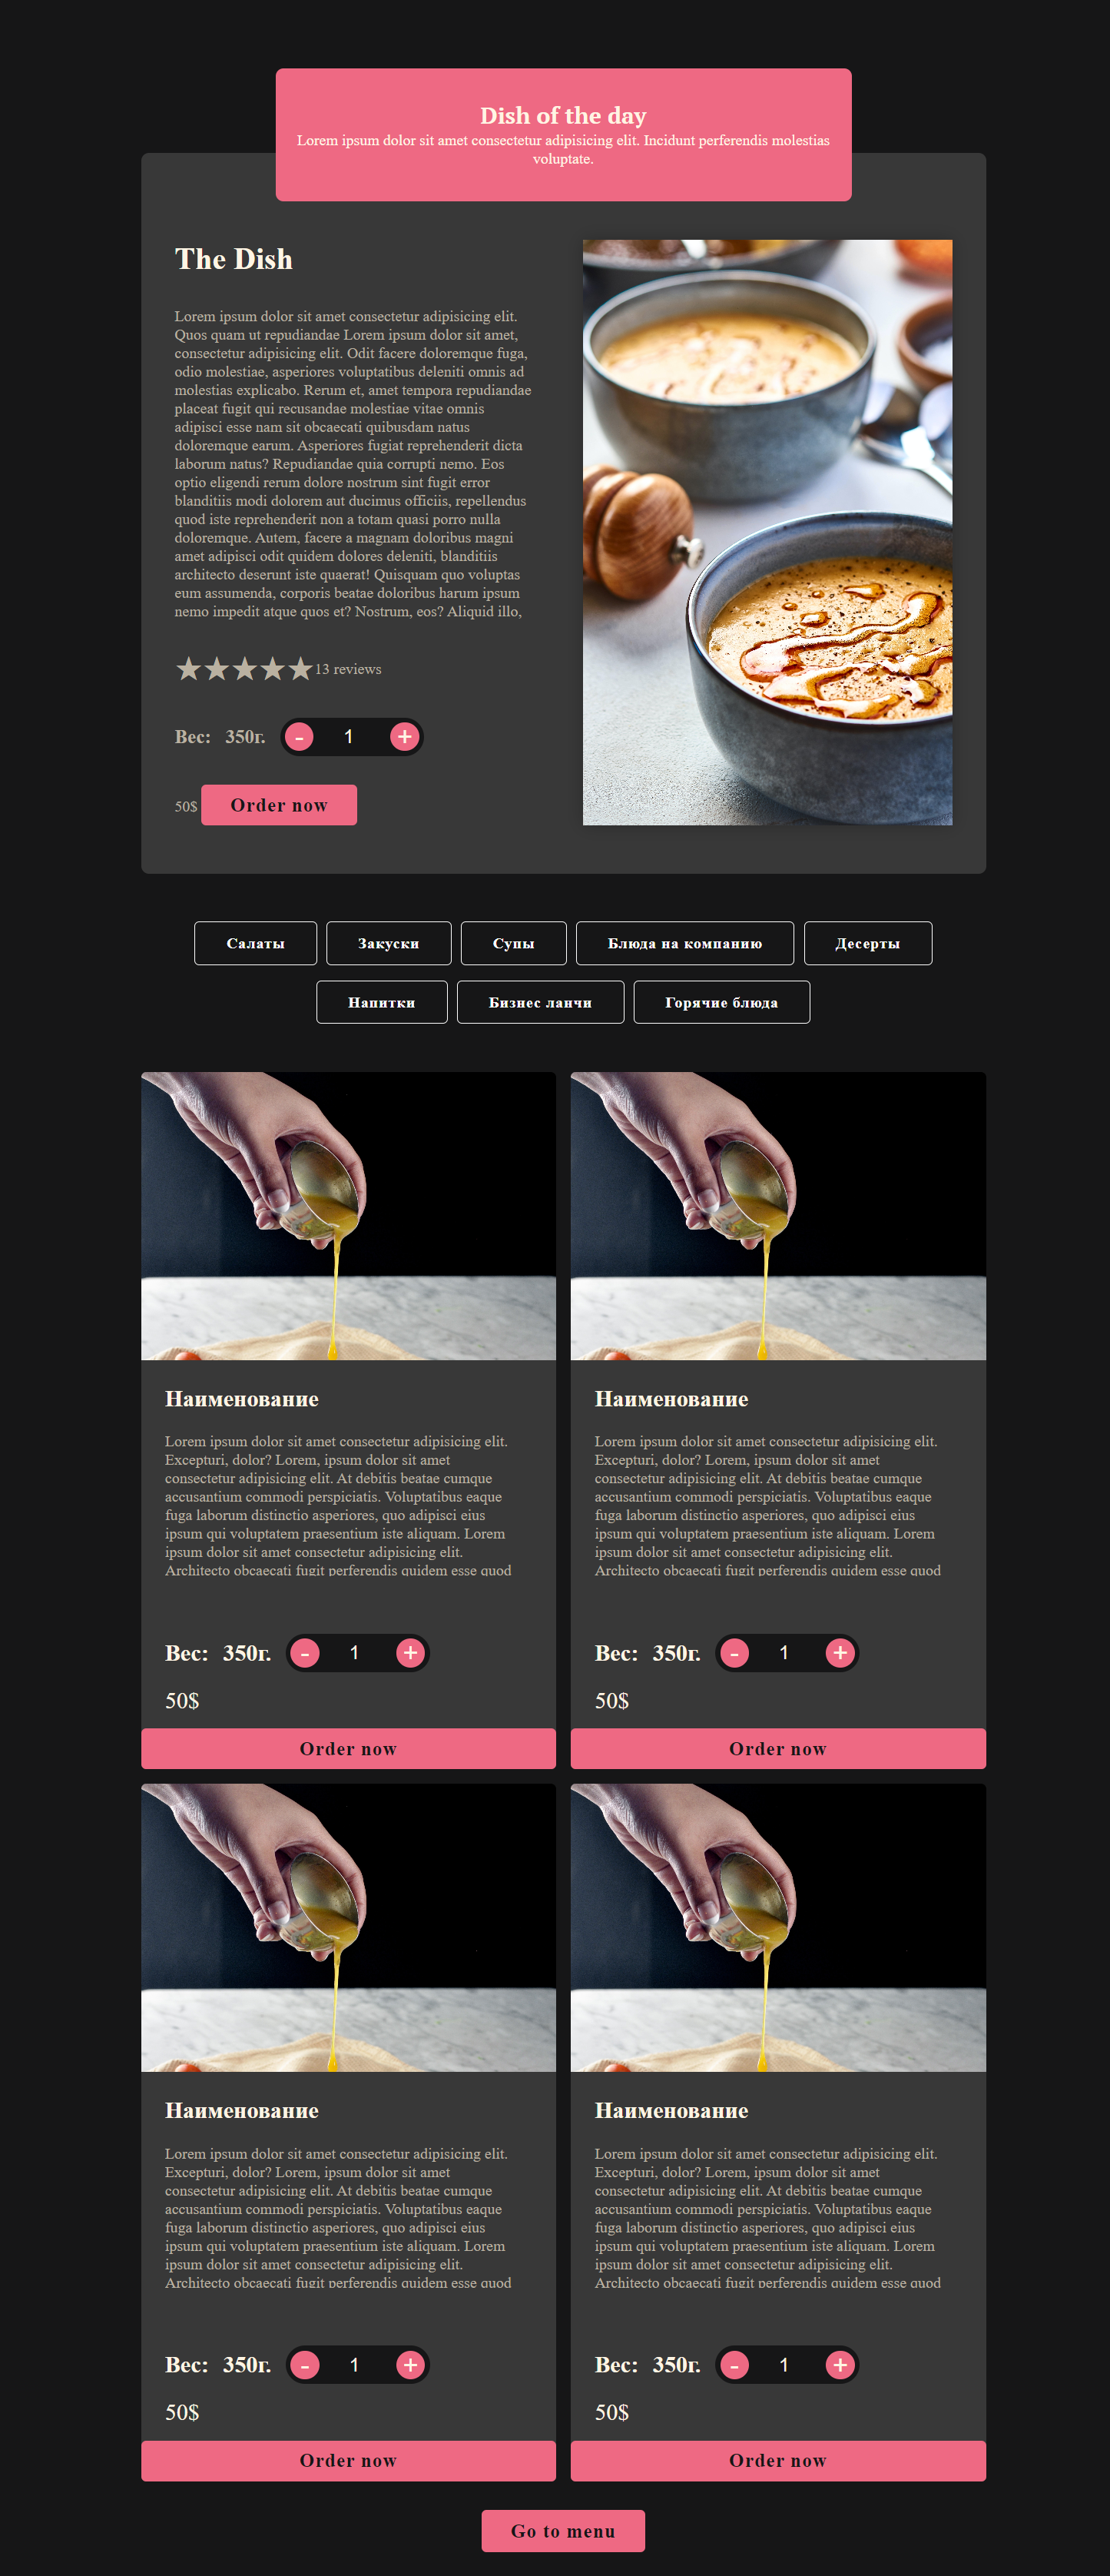 Dish of the day
Lorem ipsum dolor sit amet consectetur adipisicing elit. Incidunt perferendis molestias
voluptate.
The Dish
Lorem ipsum dolor sit amet consectetur adipisicing elit.
Quos quam ut repudiandae Lorem ipsum dolor sit amet,
consectetur adipisicing elit. Odit facere doloremque fuga,
odio molestiae, asperiores voluptatibus deleniti omnis ad
molestias explicabo. Rerum et, amet tempora repudiandae
placeat fugit qui recusandae molestiae vitae omnis
adipisci esse nam sit obcaecati quibusdam natus
doloremque earum. Asperiores fugiat reprehenderit dicta
laborum natus? Repudiandae quia corrupti nemo. Eos
optio eligendi rerum dolore nostrum sint fugit error
blanditiis modi dolorem aut ducimus officiis, repellendus
quod iste reprehenderit non a totam quasi porro nulla
doloremque. Autem, facere a magnam doloribus magni
amet adipisci odit quidem dolores deleniti, blanditiis
architecto deserunt iste quaerat! Quisquam quo voluptas
eum assumenda, corporis beatae doloribus harum ipsum
nemo impedit atque quos et? Nostrum, eos? Aliquid illo,
★★★★★13 reviews
Вес: 350г. - 1 +
50$ Order now
Салаты Закуски Супы Блюда на компанию Десерты
Напитки Бизнес ланчи Горячие блюда
Наименование
Lorem ipsum dolor sit amet consectetur adipisicing elit.
Excepturi, dolor? Lorem, ipsum dolor sit amet
consectetur adipisicing elit. At debitis beatae cumque
accusantium commodi perspiciatis. Voluptatibus eaque
fuga laborum distinctio asperiores, quo adipisci eius
ipsum qui voluptatem praesentium iste aliquam. Lorem
ipsum dolor sit amet consectetur adipisicing elit.
Architecto obcaecati fugit perferendis quidem esse quod
Вес: 350г. - 1 +
50$
Order now
Наименование
Lorem ipsum dolor sit amet consectetur adipisicing elit.
Excepturi, dolor? Lorem, ipsum dolor sit amet
consectetur adipisicing elit. At debitis beatae cumque
accusantium commodi perspiciatis. Voluptatibus eaque
fuga laborum distinctio asperiores, quo adipisci eius
ipsum qui voluptatem praesentium iste aliquam. Lorem
ipsum dolor sit amet consectetur adipisicing elit.
Architecto obcaecati fugit perferendis quidem esse quod
Вес: 350г. - 1 +
50$
Order now
Наименование
Lorem ipsum dolor sit amet consectetur adipisicing elit.
Excepturi, dolor? Lorem, ipsum dolor sit amet
consectetur adipisicing elit. At debitis beatae cumque
accusantium commodi perspiciatis. Voluptatibus eaque
fuga laborum distinctio asperiores, quo adipisci eius
ipsum qui voluptatem praesentium iste aliquam. Lorem
ipsum dolor sit amet consectetur adipisicing elit.
Architecto obcaecati fugit perferendis quidem esse quod
Вес: 350г. - 1 +
50$
Order now
Наименование
Lorem ipsum dolor sit amet consectetur adipisicing elit.
Excepturi, dolor? Lorem, ipsum dolor sit amet
consectetur adipisicing elit. At debitis beatae cumque
accusantium commodi perspiciatis. Voluptatibus eaque
fuga laborum distinctio asperiores, quo adipisci eius
ipsum qui voluptatem praesentium iste aliquam. Lorem
ipsum dolor sit amet consectetur adipisicing elit.
Architecto obcaecati fugit perferendis quidem esse quod
Вес: 350г. - 1 +
50$
Order now
Go to menu